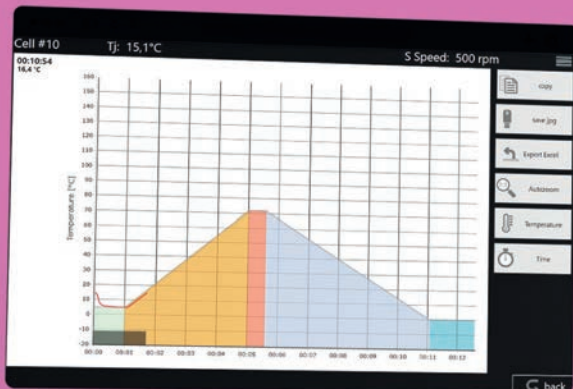 Cell #10 Tj: 15,1°C S Speed: 500 rpm
00:10:54
16,4 °C
copy
save jpg
Export Excel
Autozoom
Temperature
Time
back
Temperature [°C]
160
150
140
130
120
110
100
90
80
70
60
50
40
30
20
10
0
-10
-20
00:00 00:01 00:02 00:03 00:04 00:05 00:06 00:07 00:08 00:09 00:10 00:11 00:12